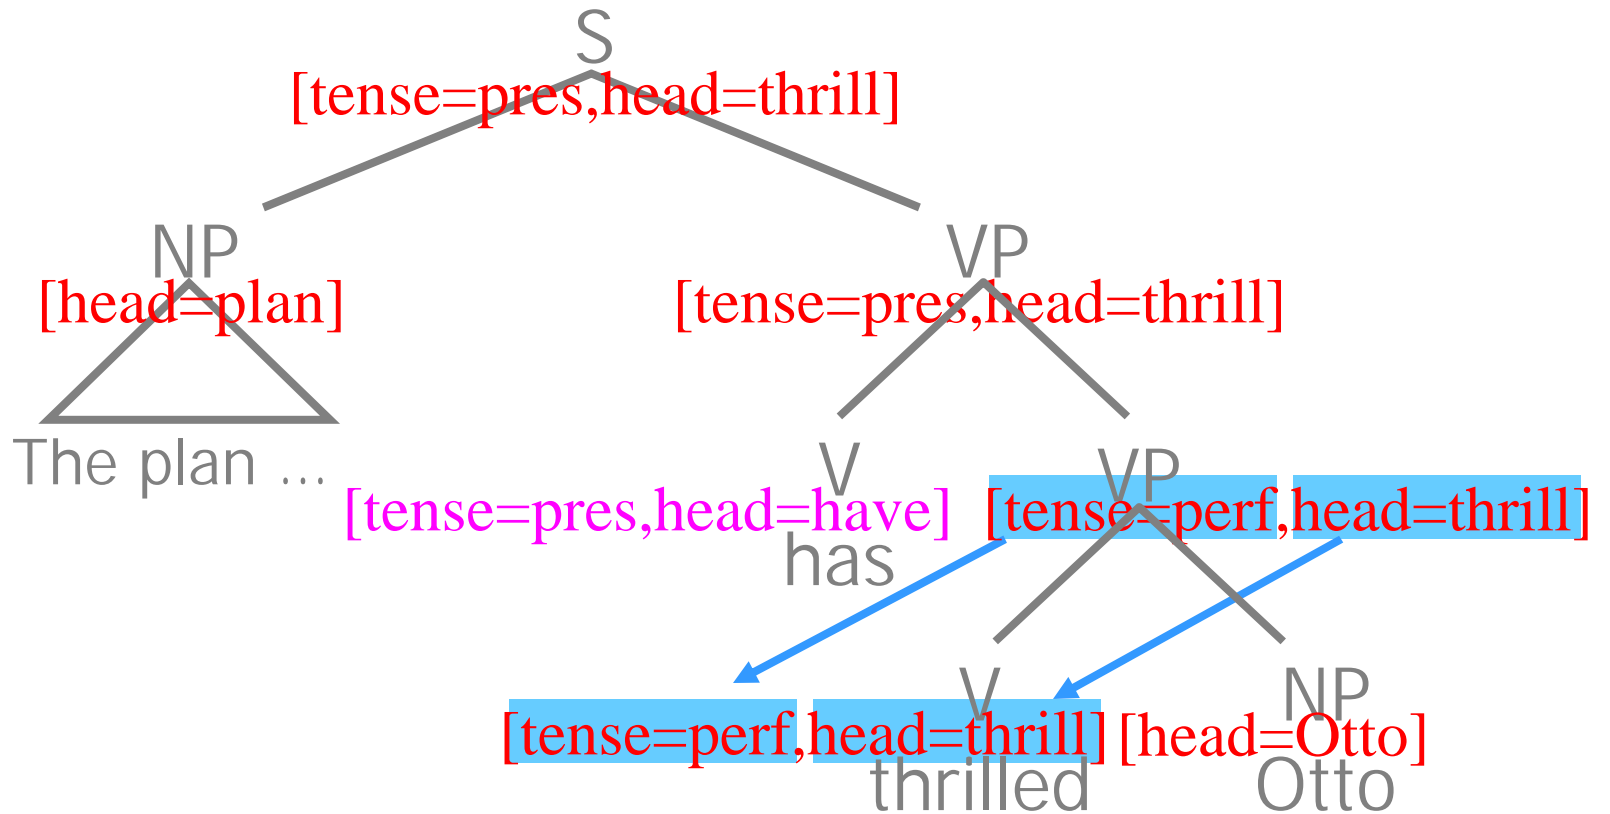 S
[tense=pres,head=thrill]
NP VP
[head=plan] [tense=pres,head=thrill]
The plan ... V VP
[tense=pres,head=have] [tense=perf,head=thrill]
has
V NP
[tense=perf,head=thrill] [head=Otto]
thrilled Otto